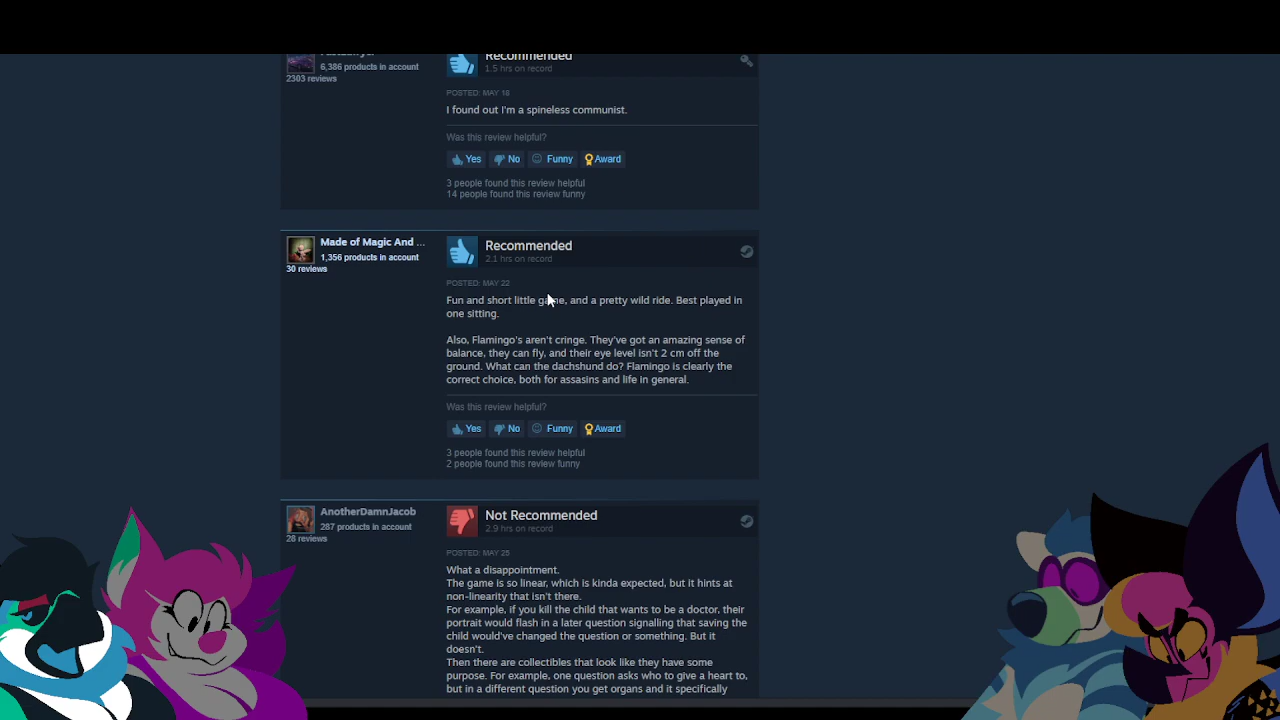 Recommended
6,386 products in account
1.5 hrs on record
2303 reviews
POSTED: MAY 18
I found out I'm a spineless communist.
Was this review helpful?
Yes No Funny Award
3 people found this review helpful
14 people found this review funny
Made of Magic And ...
Recommended
1,356 products in account
2.1 hrs on record
30 reviews
POSTED: MAY 22
Fun and short little game, and a pretty wild ride. Best played in
one sitting.
Also, Flamingo's aren't cringe. They've got an amazing sense of
balance, they can fly, and their eye level isn't 2 cm off the
ground. What can the dachshund do? Flamingo is clearly the
correct choice, both for assasins and life in general.
Was this review helpful?
Yes No Funny Award
3 people found this review helpful
2 people found this review funny
AnotherDamnJacob
Not Recommended
287 products in account
2.9 hrs on record
28 reviews
POSTED: MAY 25
What a disappointment.
The game is so linear, which is kinda expected, but it hints at
non-linearity that isn't there.
For example, if you kill the child that wants to be a doctor, their
portrait would flash in a later question signalling that saving the
child would've changed the question or something. But it
doesn't.
Then there are collectibles that look like they have some
purpose. For example, one question asks who to give a heart to,
but in a different question you get organs and it specifically